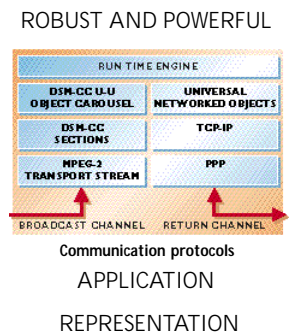 ROBUST AND POWERFUL
RUN TIME ENGINE
DSM-CC U-U
OBJECT CAROUSEL
UNIVERSAL
NETWORKED OBJECTS
DSM-CC
SECTIONS
TCP-IP
MPEG-2
TRANSPORT STREAM
PPP
BROADCAST CHANNEL
RETURN CHANNEL
Communication protocols
APPLICATION
REPRESENTATION